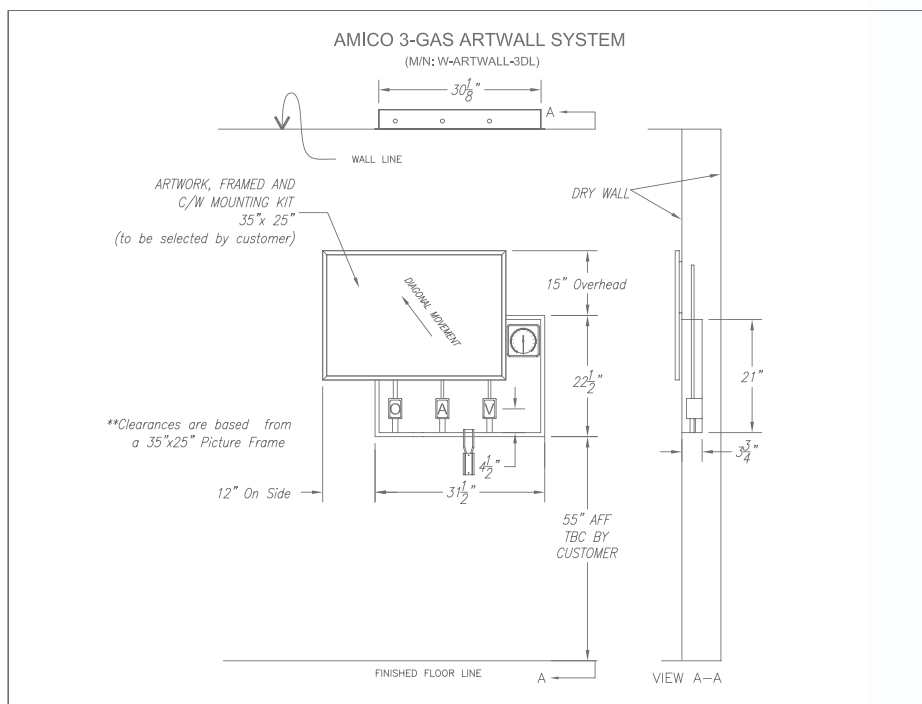 AMICO 3-GAS ARTWALL SYSTEM
(M/N: W-ARTWALL-3DL)
30 1/8"
A
WALL LINE
ARTWORK, FRAMED AND
C/W MOUNTING KIT
35"x 25"
(to be selected by customer)
DRY WALL
DIAGONAL MOVEMENT
15" Overhead
22 1/2"
21"
O A V
**Clearances are based from
a 35"x25" Picture Frame
4 1/2"
3 3/4"
12" On Side
31 1/2"
55" AFF
TBC BY
CUSTOMER
FINISHED FLOOR LINE
A
VIEW A-A